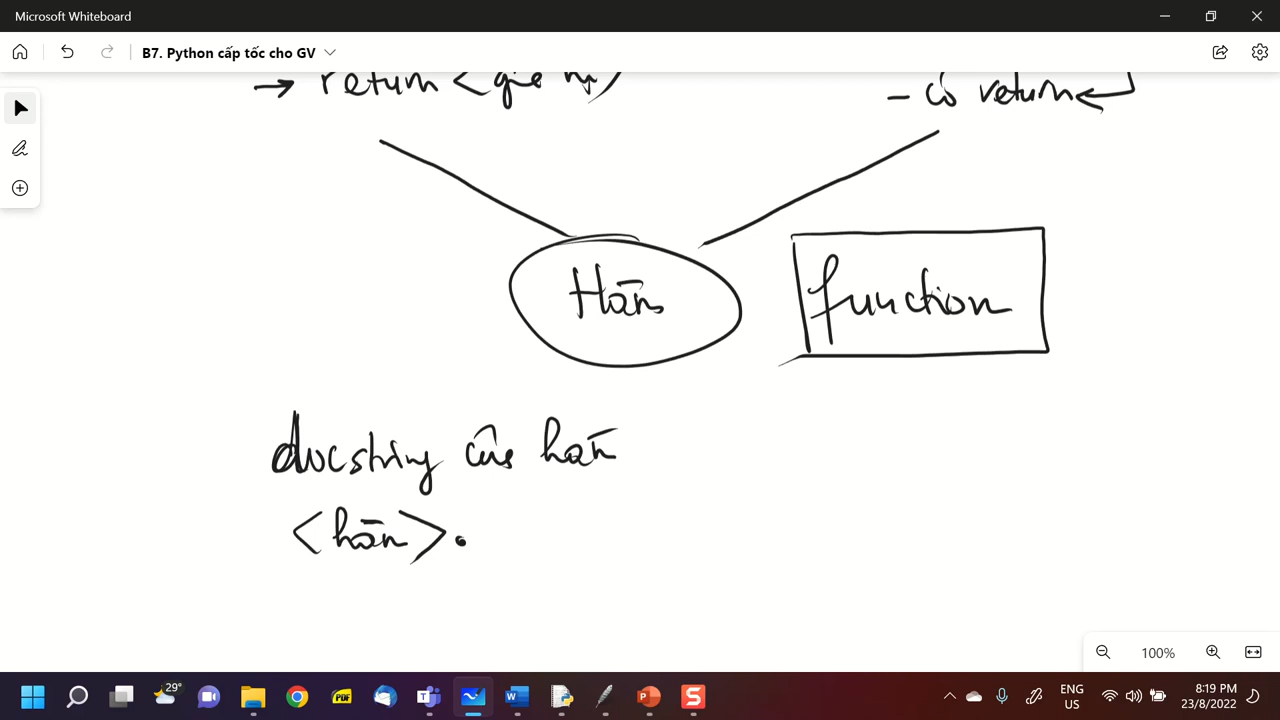 Microsoft Whiteboard
B7. Python cấp tốc cho GV
→ return <giá trị>
- có return
Hàm
function
docstring của hàm
<hàm>.
100%
29°
ENG
US
8:19 PM
23/8/2022